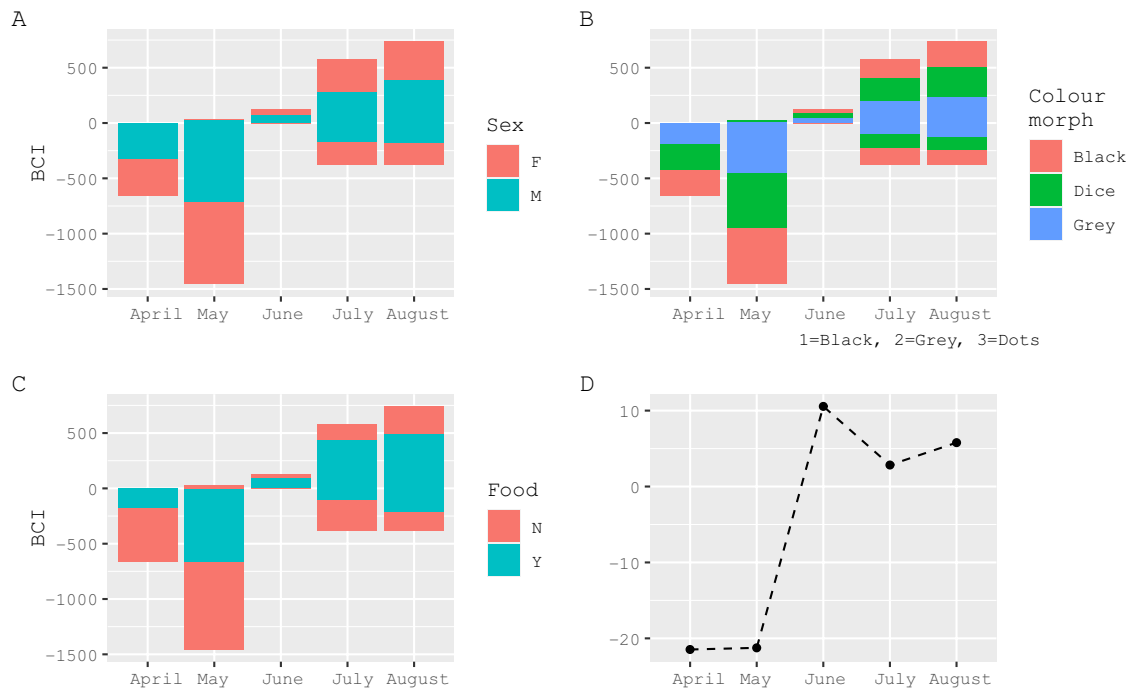 A
500
0
−500
−1000
−1500
BCI
April May June July August
Sex
F
M
B
500
0
−500
−1000
−1500
April May June July August
1=Black, 2=Grey, 3=Dots
Colour
morph
Black
Dice
Grey
C
500
0
−500
−1000
−1500
BCI
April May June July August
Food
N
Y
D
10
0
−10
−20
April May June July August